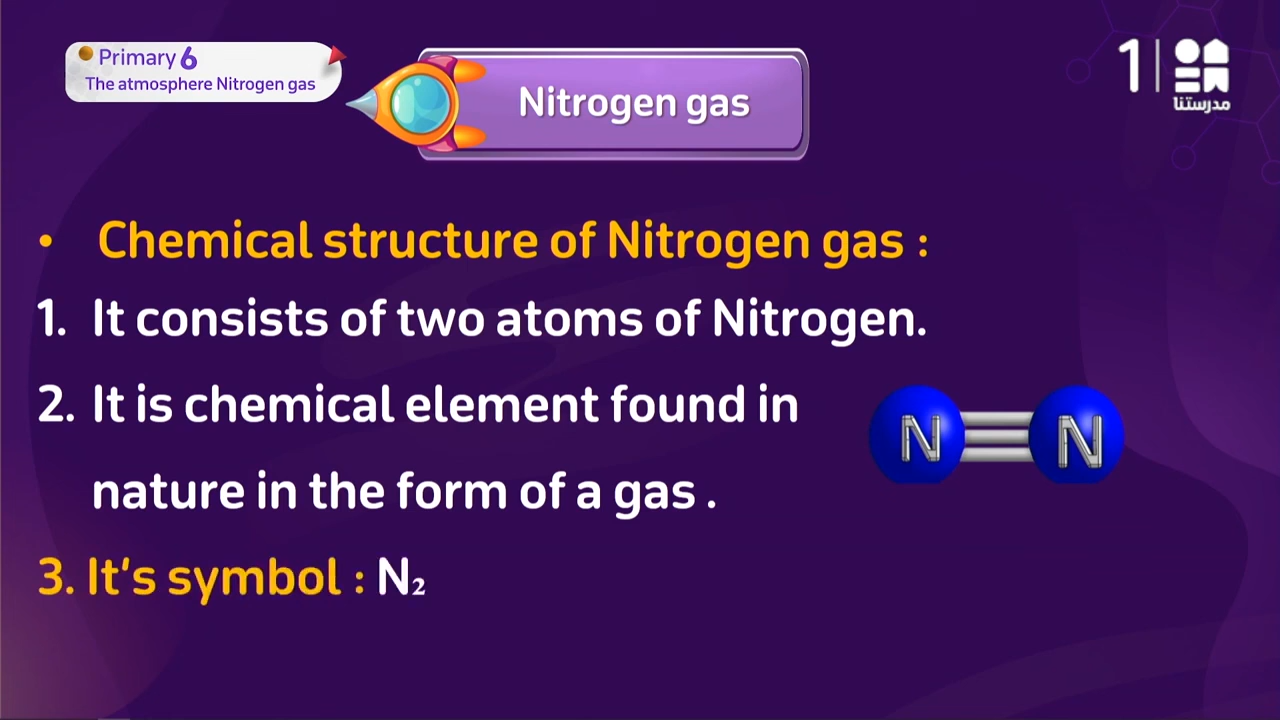 Primary 6
The atmosphere Nitrogen gas
Nitrogen gas
1
مدرستنا
• Chemical structure of Nitrogen gas :
1. It consists of two atoms of Nitrogen.
2. It is chemical element found in
nature in the form of a gas .
N N
3. It's symbol : N₂